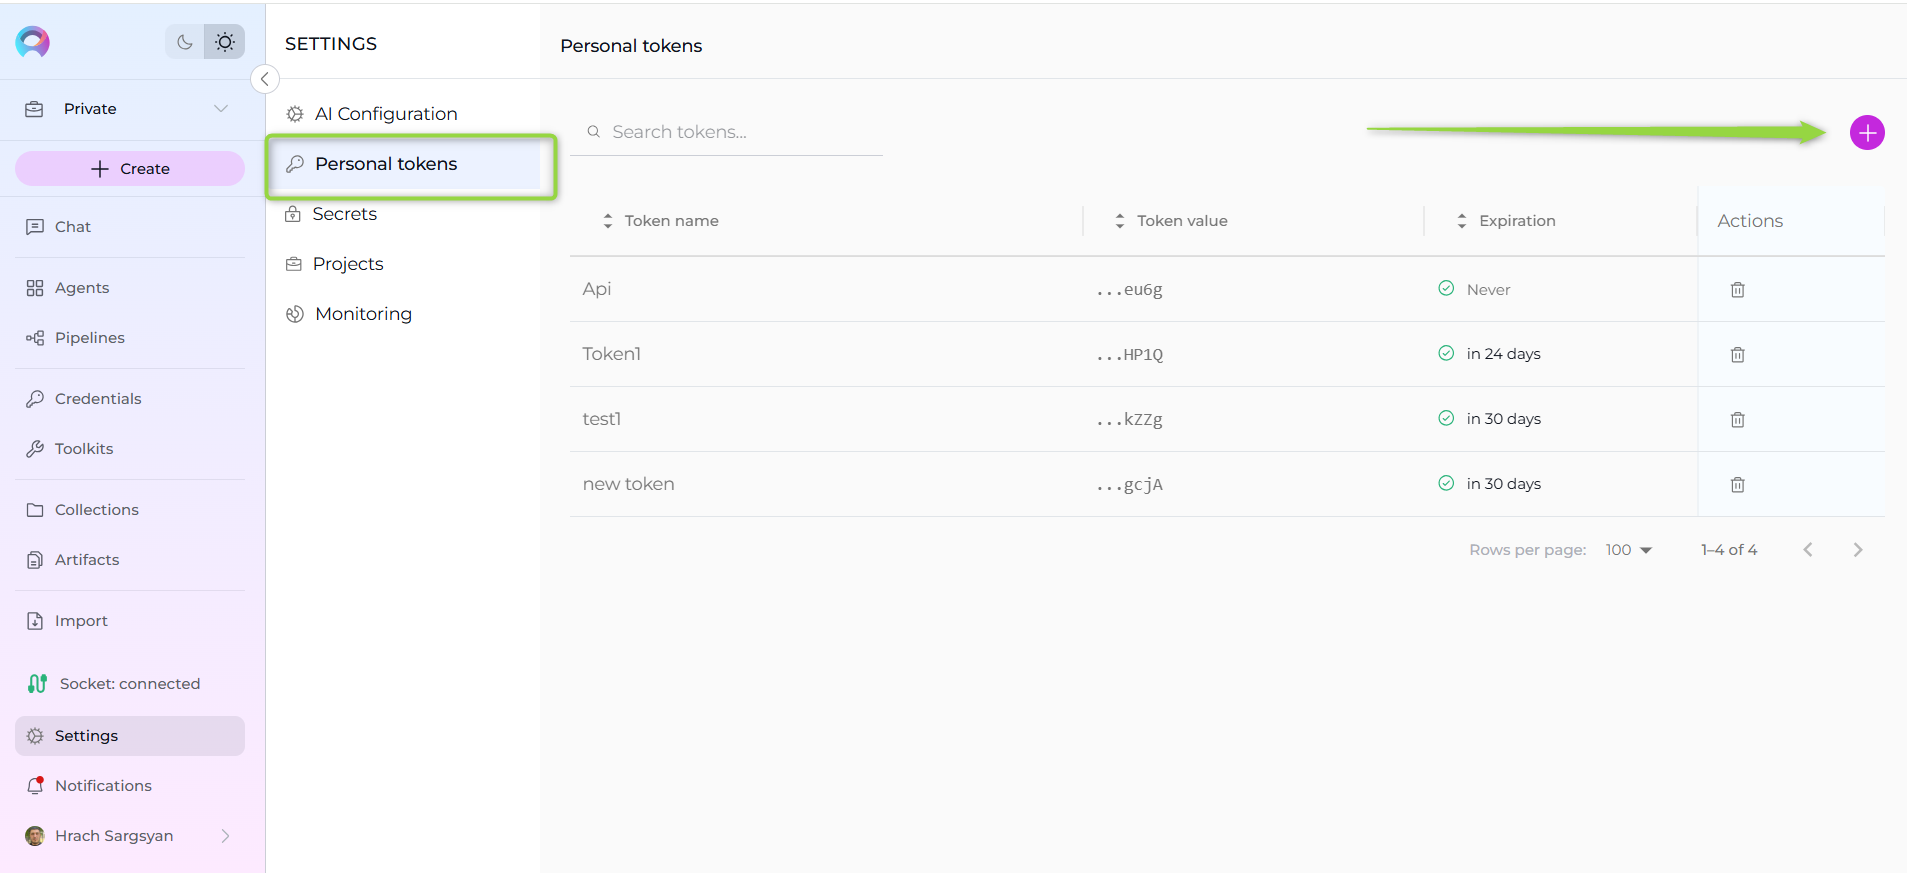 Private
Create
Chat
Agents
Pipelines
Credentials
Toolkits
Collections
Artifacts
Import
Socket: connected
Settings
Notifications
Hrach Sargsyan
SETTINGS
AI Configuration
Personal tokens
Secrets
Projects
Monitoring
Personal tokens
Search tokens...
Token name Token value Expiration Actions
Api ...eu6g Never
Token1 ...HP1Q in 24 days
test1 ...kZZg in 30 days
new token ...gcjA in 30 days
Rows per page: 100 1–4 of 4